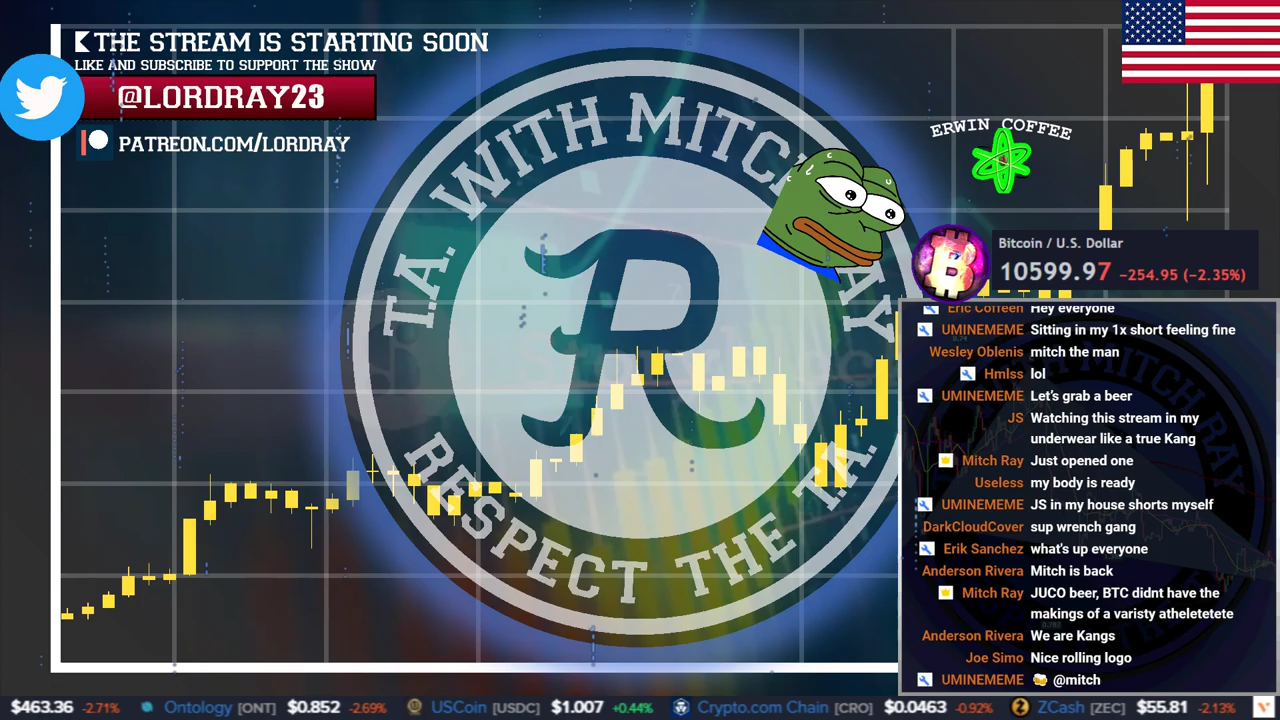 THE STREAM IS STARTING SOON
LIKE AND SUBSCRIBE TO SUPPORT THE SHOW
@LORDRAY23
PATREON.COM/LORDRAY
T.A. WITH MITCH RAY
R
RESPECT THE T.A.
ERWIN COFFEE
Bitcoin / U.S. Dollar
10599.97 −254.95 (−2.35%)
Eric Coffeen Hey everyone
UMINEMEME Sitting in my 1x short feeling fine
Wesley Oblenis mitch the man
Hmlss lol
UMINEMEME Let's grab a beer
JS Watching this stream in my
underwear like a true Kang
Mitch Ray Just opened one
Useless my body is ready
UMINEMEME JS in my house shorts myself
DarkCloudCover sup wrench gang
Erik Sanchez what's up everyone
Anderson Rivera Mitch is back
Mitch Ray JUCO beer, BTC didnt have the
makings of a varisty atheletetete
Anderson Rivera We are Kangs
Joe Simo Nice rolling logo
UMINEMEME 🍻 @mitch
$463.36 -2.71% Ontology [ONT] $0.852 -2.69% USCoin [USDC] $1.007 +0.44% Crypto.com Chain [CRO] $0.0463 -0.92% ZCash [ZEC] $55.81 -2.13%